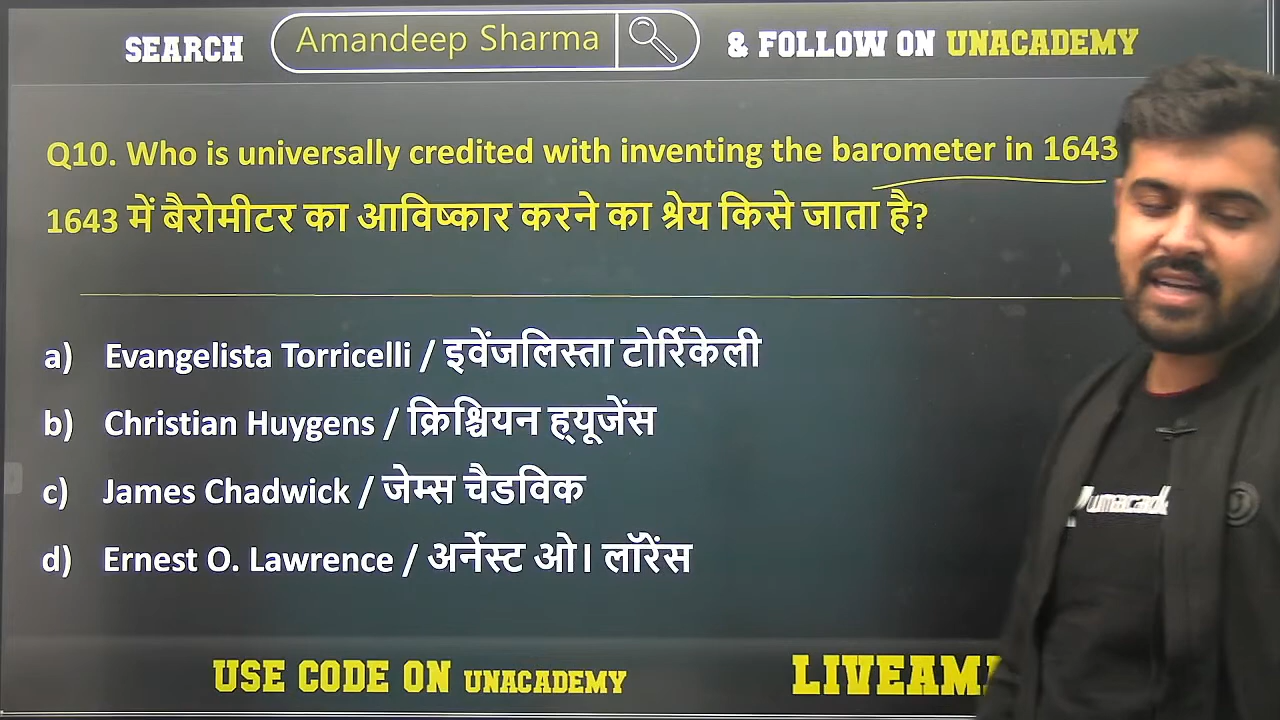 SEARCH Amandeep Sharma & FOLLOW ON UNACADEMY
Q10. Who is universally credited with inventing the barometer in 1643
1643 में बैरोमीटर का आविष्कार करने का श्रेय किसे जाता है?
a) Evangelista Torricelli / इवेंजलिस्ता टोर्रिकेली
b) Christian Huygens / क्रिश्चियन ह्यूजेंस
c) James Chadwick / जेम्स चैडविक
d) Ernest O. Lawrence / अर्नेस्ट ओ। लॉरेंस
USE CODE ON UNACADEMY LIVEAM